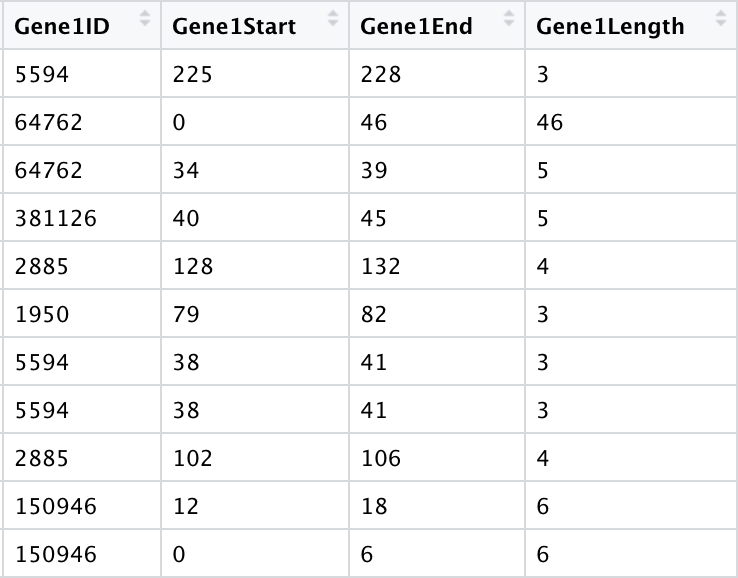 Gene1ID Gene1Start Gene1End Gene1Length
5594 225 228 3
64762 0 46 46
64762 34 39 5
381126 40 45 5
2885 128 132 4
1950 79 82 3
5594 38 41 3
5594 38 41 3
2885 102 106 4
150946 12 18 6
150946 0 6 6